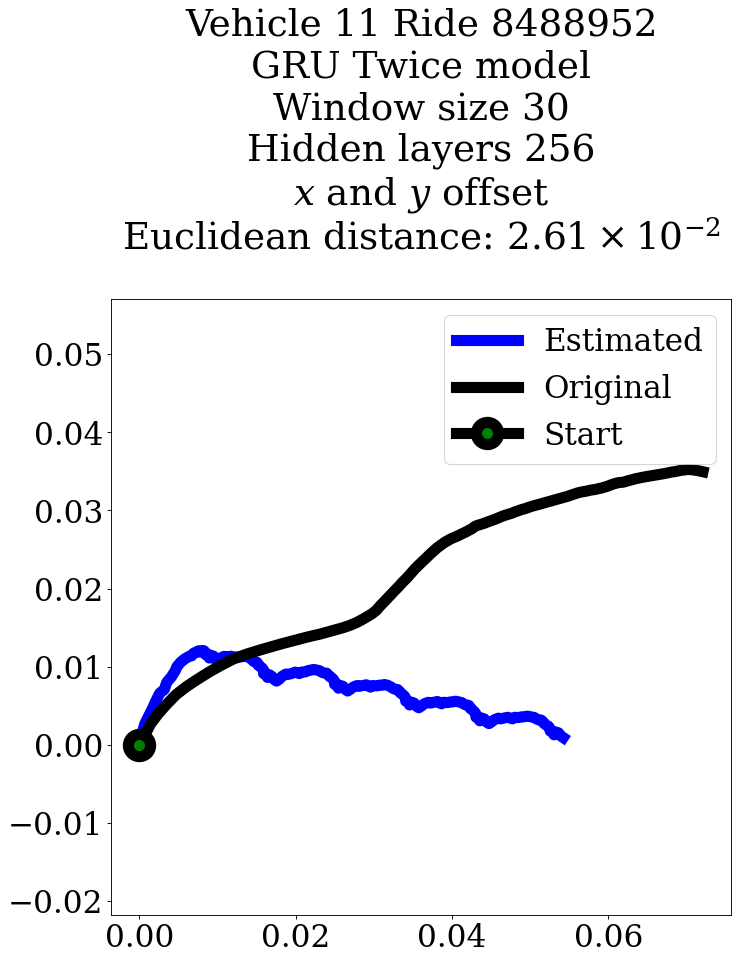 Vehicle 11 Ride 8488952
GRU Twice model
Window size 30
Hidden layers 256
x and y offset
Euclidean distance: 2.61 × 10⁻²
Estimated
Original
Start
0.05
0.04
0.03
0.02
0.01
0.00
−0.01
−0.02
0.00 0.02 0.04 0.06